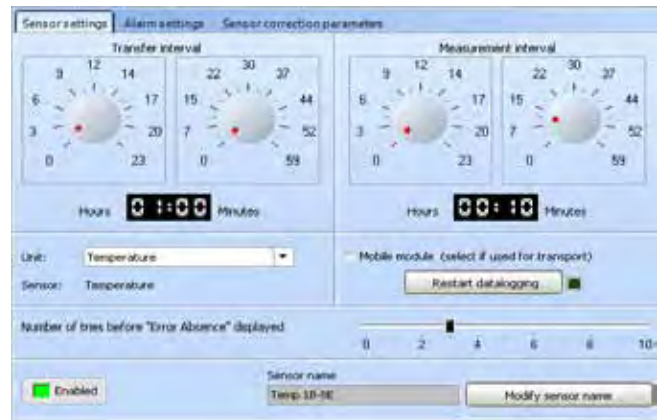 Sensor settings Alarm settings Sensor correction parameters
Transfer interval
0 3 6 9 12 14 17 20 23
0 7 15 22 30 37 44 52 59
Hours 01:00 Minutes
Measurement interval
0 3 6 9 12 14 17 20 23
0 7 15 22 30 37 44 52 59
Hours 00:10 Minutes
Unit: Temperature
Sensor: Temperature
Mobile module (select if used for transport)
Restart datalogging
Number of tries before "Error Absence" displayed
0 2 4 6 8 10
Enabled
Sensor name
Temp 1B-8E
Modify sensor name